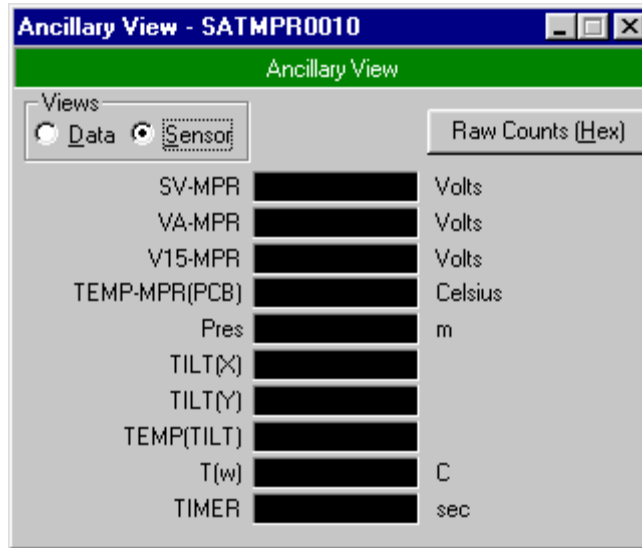 Ancillary View - SATMPR0010
Ancillary View
Views
Data Sensor
Raw Counts (Hex)
SV-MPR Volts
VA-MPR Volts
V15-MPR Volts
TEMP-MPR(PCB) Celsius
Pres m
TILT(X)
TILT(Y)
TEMP(TILT)
T(w) C
TIMER sec